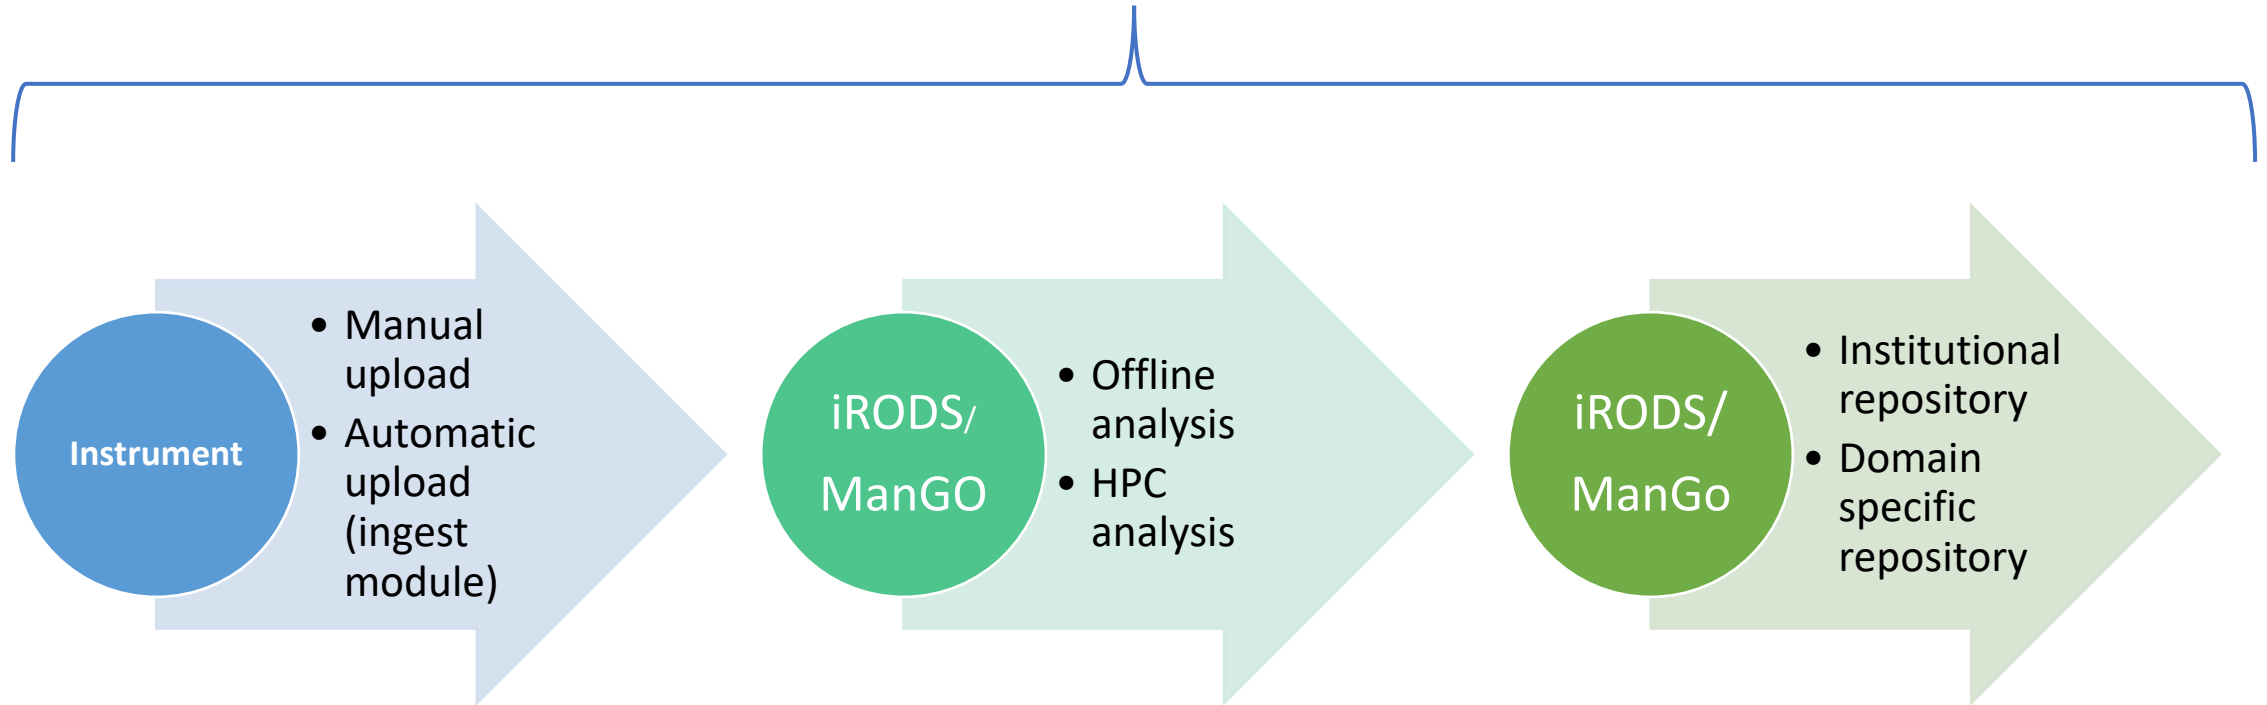 Instrument
• Manual
upload
• Automatic
upload
(ingest
module)
iRODS/
ManGO
• Offline
analysis
• HPC
analysis
iRODS/
ManGo
• Institutional
repository
• Domain
specific
repository